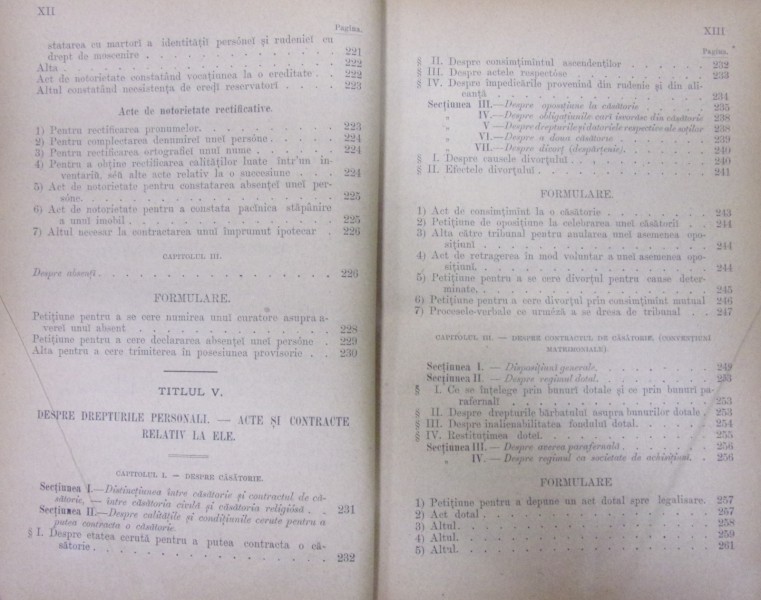 XII
Pagina.
statarea cu martori a identității persónei și rudeniei cu
drept de moscenire . . . . . . . . 221
Alta . . . . . . . . 222
Act de notorietate constatând vocațiunea la o ereditate . . 222
Altul constatând neesistența de eredi reservatori . . . . 223
Acte de notorietate rectificative.
1) Pentru rectificarea pronumelor. . . . . . . . 223
2) Pentru complectarea denumirei unei persóne . . . . 224
3) Pentru rectificarea ortografiei unui nume . . . . . 224
4) Pentru a obține rectificarea calităților luate într'un in-
ventariŭ, séŭ alte acte relativ la o succesiune . . . . 224
5) Act de notorietate pentru constatarea absenței unei per-
sóne. . . . . . . . . 225
6) Act de notorietate pentru a constata pacinica stăpânire
a unui imobil . . . . . . . . 225
7) Altul necesar la contractarea unui împrumut ipotecar . 226
CAPITOLUL III.
Despre absenți . . . . . . . . 226
FORMULARE.
Petițiune pentru a se cere numirea unui curatore asupra a-
verei unui absent . . . . . . . . 228
Petițiune pentru a cere declararea absenței unei persóne . 229
Alta pentru a cere trimiterea în posesiunea provisorie . . 230
TITLUL V.
DESPRE DREPTURILE PERSONALI. — ACTE ȘI CONTRACTE
RELATIV LA ELE.
CAPITOLUL I. — DESPRE CĂSĂTORIE.
Secțiunea I.—Distincțiunea între căsătorie și contractul de că-
sătorie, — între căsătoria civilă și căsătoria religiósă . . 231
Secțiunea II.—Despre calitățile și condițiunile cerute pentru a
putea contracta o căsătorie.
§ I. Despre etatea cerută pentru a putea contracta o că-
sătorie . . . . . . . . 232
XIII
Pagina.
§ II. Despre consimțimîntul ascendenților . . . . . 232
§ III. Despre actele respectóse . . . . . . . 233
§ IV. Despre împedicările provenind din rudenie și din ali-
canță . . . . . . . . 234
Secțiunea III.—Despre oposițiune la căsătorie . . . . 235
„ IV.—Despre obligațiunile cari isvorăsc din căsătorie 238
„ V.—Despre drepturile și datoriele respective ale soților 238
„ VI.—Despre a doua căsătorie . . . . 239
„ VII.—Despre divorț (despărțenie). . . . . 240
§ I. Despre causele divorțului. . . . . . . 240
§ II. Efectele divorțului . . . . . . . . 241
FORMULARE.
1) Act de consimțimînt la o căsătorie . . . . . . 243
2) Petițiune de oposițiune la celebrarea unei căsătorii . . 244
3) Alta către tribunal pentru anularea unei asemenea opo-
sițiuni . . . . . . . . 244
4) Act de retragerea în mod voluntar a unei asemenea opo-
sițiuni. . . . . . . . . 244
5) Petițiune pentru a se cere divorțul pentru cause deter-
minate. . . . . . . . . 245
6) Petițiune pentru a cere divorțul prin consimțimînt mutual 246
7) Procesele-verbale ce urméză a se dresa de tribunal . . 247
CAPITOLUL III. — DESPRE CONTRACTUL DE CĂSĂTORIE, (CONVENȚIUNI
MATRIMONIALE)
Secțiunea I. — Disposițiuni generale. . . . . . 249
Secțiunea II. — Despre regimul dotal. . . . . . 253
§ I. Ce se înțelege prin bunuri dotale și ce prin bunuri pa-
rafernali . . . . . . . . 253
§ II. Despre drepturile bărbatului asupra bunurilor dotale . 253
§ III. Despre inalienabilitatea fondului dotal. . . . . 254
§ IV. Restituțimea dotei. . . . . . . . 255
Secțiunea III. — Despre averea parafernală . . . . 256
„ IV. — Despre regimul ca societate de achisițiuni. . . 256
FORMULARE
1) Petițiune pentru a depune un act dotal spre legalisare. 257
2) Act dotal . . . . . . . . 257
3) Altul. . . . . . . . . 258
4) Altul. . . . . . . . . 259
5) Altul. . . . . . . . . 261